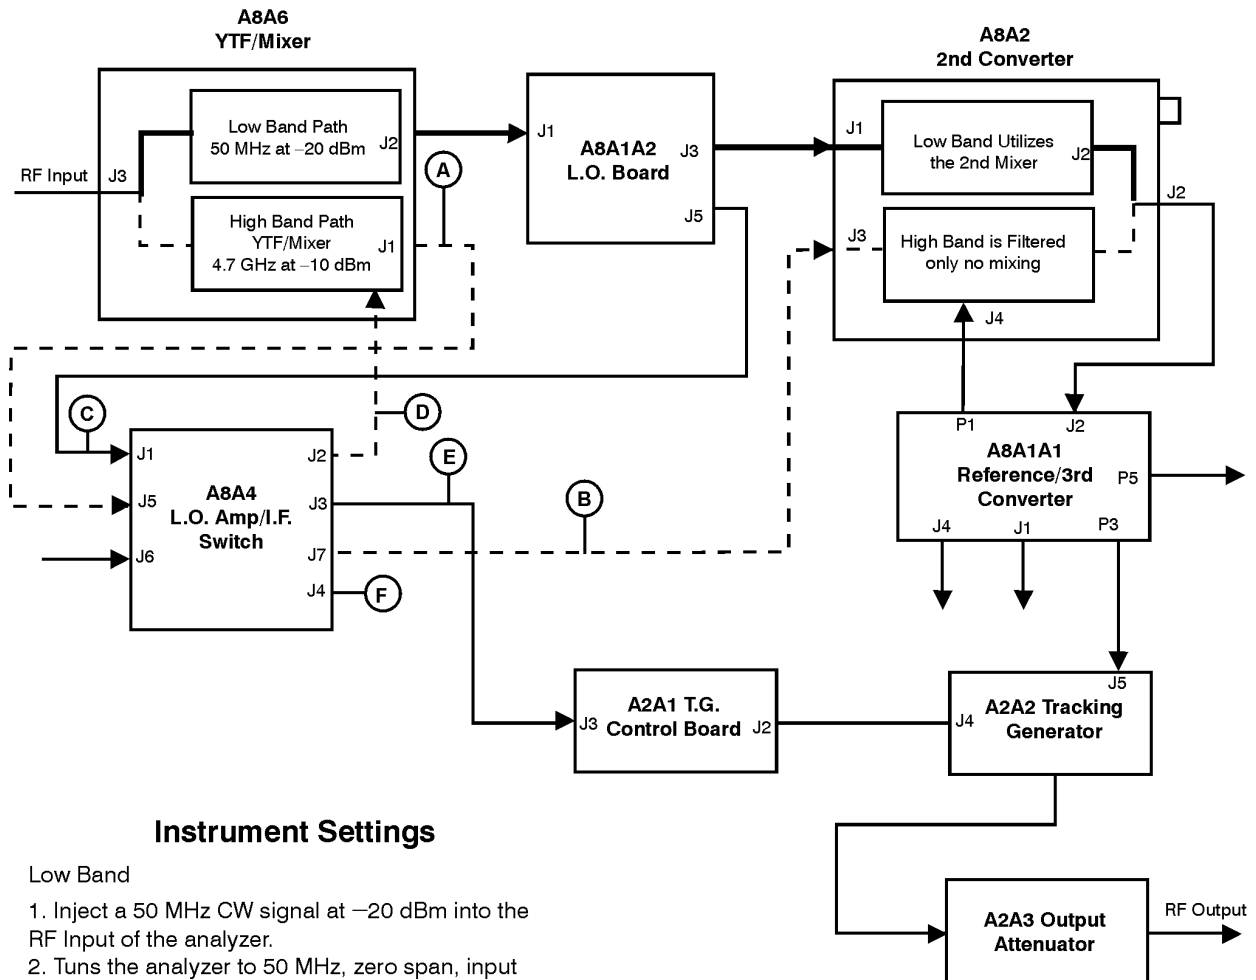 A8A6
YTF/Mixer
A8A2
2nd Converter
Low Band Path
50 MHz at –20 dBm
J2
RF Input
J3
High Band Path
YTF/Mixer
4.7 GHz at –10 dBm
J1
A
J1
A8A1A2
L.O. Board
J3
J5
J1
Low Band Utilizes
the 2nd Mixer
J2
J2
J3
High Band is Filtered
only no mixing
J4
C
D
E
B
F
J1
J5
J6
A8A4
L.O. Amp/I.F.
Switch
J2
J3
J7
J4
P1
J2
A8A1A1
Reference/3rd
Converter
P5
J4
J1
P3
J3
A2A1 T.G.
Control Board
J2
J5
J4
A2A2 Tracking
Generator
A2A3 Output
Attenuator
RF Output
Instrument Settings
Low Band
1. Inject a 50 MHz CW signal at –20 dBm into the
RF Input of the analyzer.
2. Tuns the analyzer to 50 MHz, zero span, input